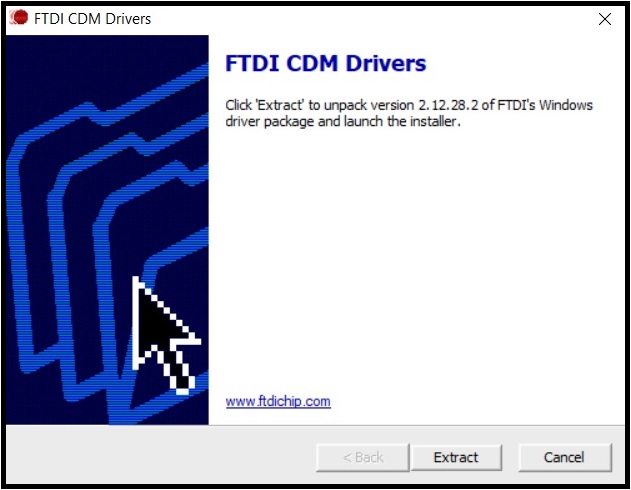 FTDI CDM Drivers
FTDI CDM Drivers
Click 'Extract' to unpack version 2.12.28.2 of FTDI's Windows
driver package and launch the installer.
www.ftdichip.com
< Back Extract Cancel